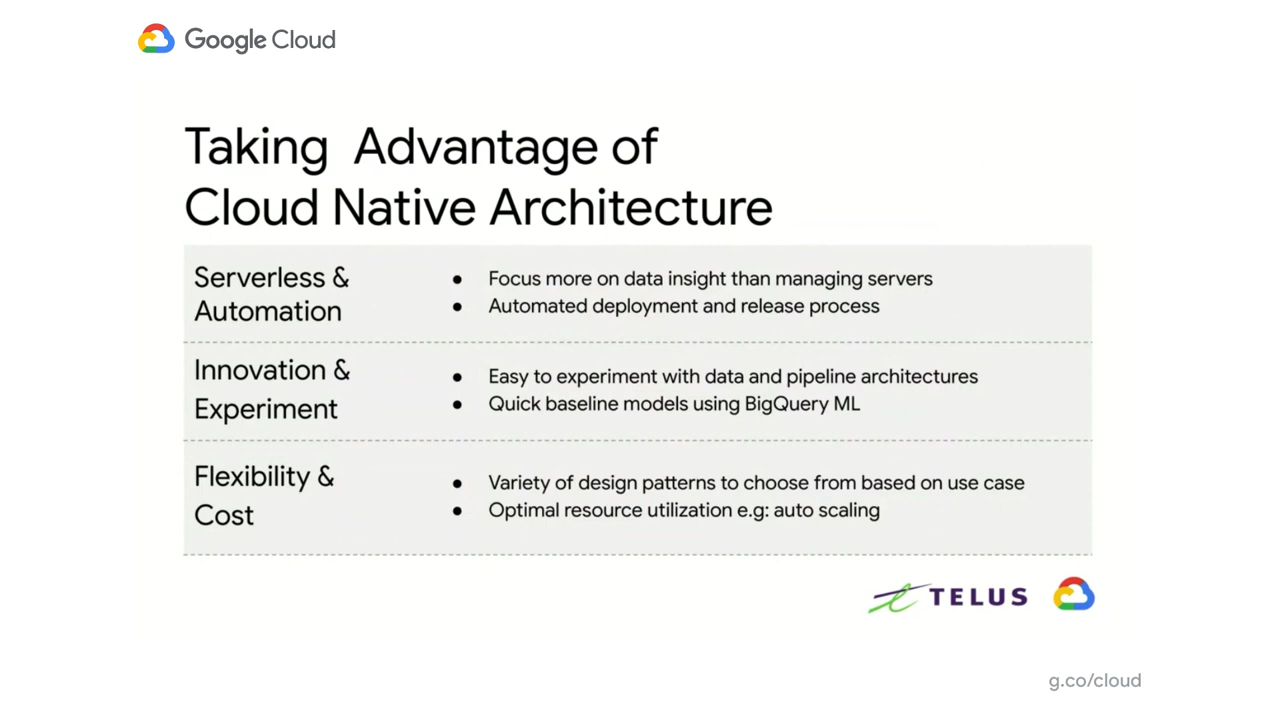 Google Cloud
Taking Advantage of
Cloud Native Architecture
Serverless &
Automation
● Focus more on data insight than managing servers
● Automated deployment and release process
Innovation &
Experiment
● Easy to experiment with data and pipeline architectures
● Quick baseline models using BigQuery ML
Flexibility &
Cost
● Variety of design patterns to choose from based on use case
● Optimal resource utilization e.g: auto scaling
TELUS
g.co/cloud